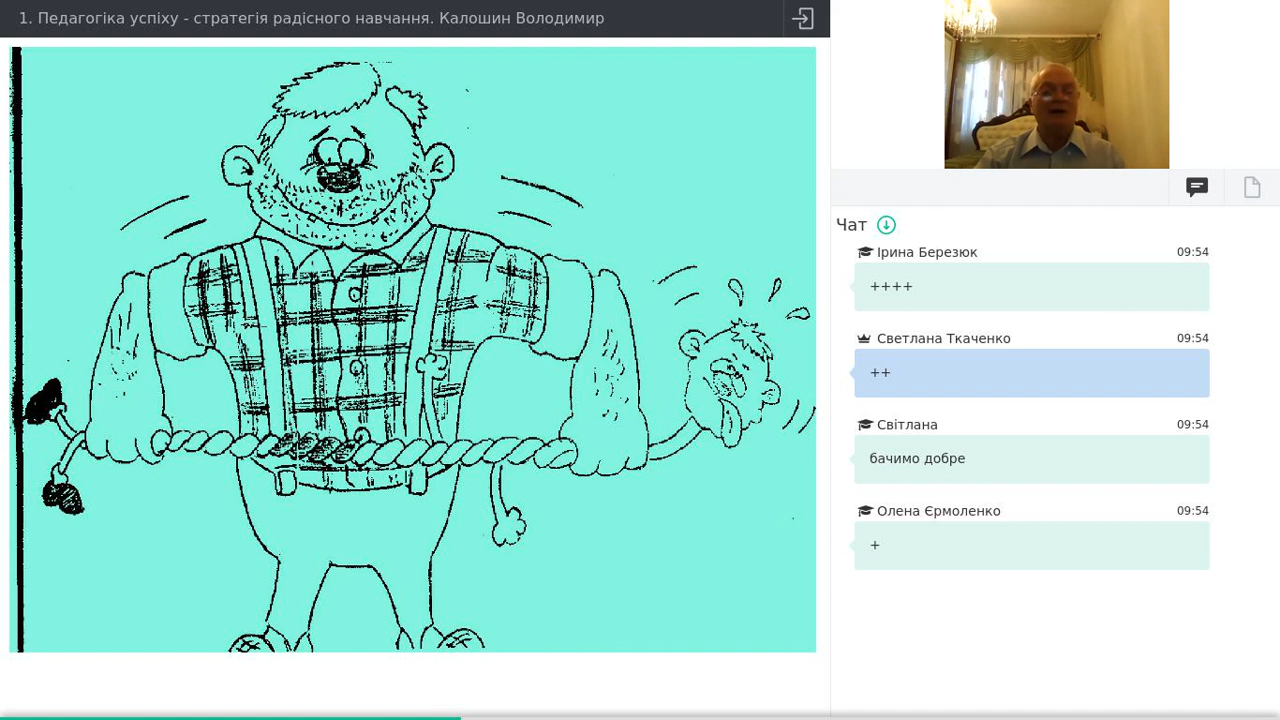 1. Педагогіка успіху - стратегія радісного навчання. Калошин Володимир
Чат
Ірина Березюк 09:54
++++
Светлана Ткаченко 09:54
++
Світлана 09:54
бачимо добре
Олена Єрмоленко 09:54
+